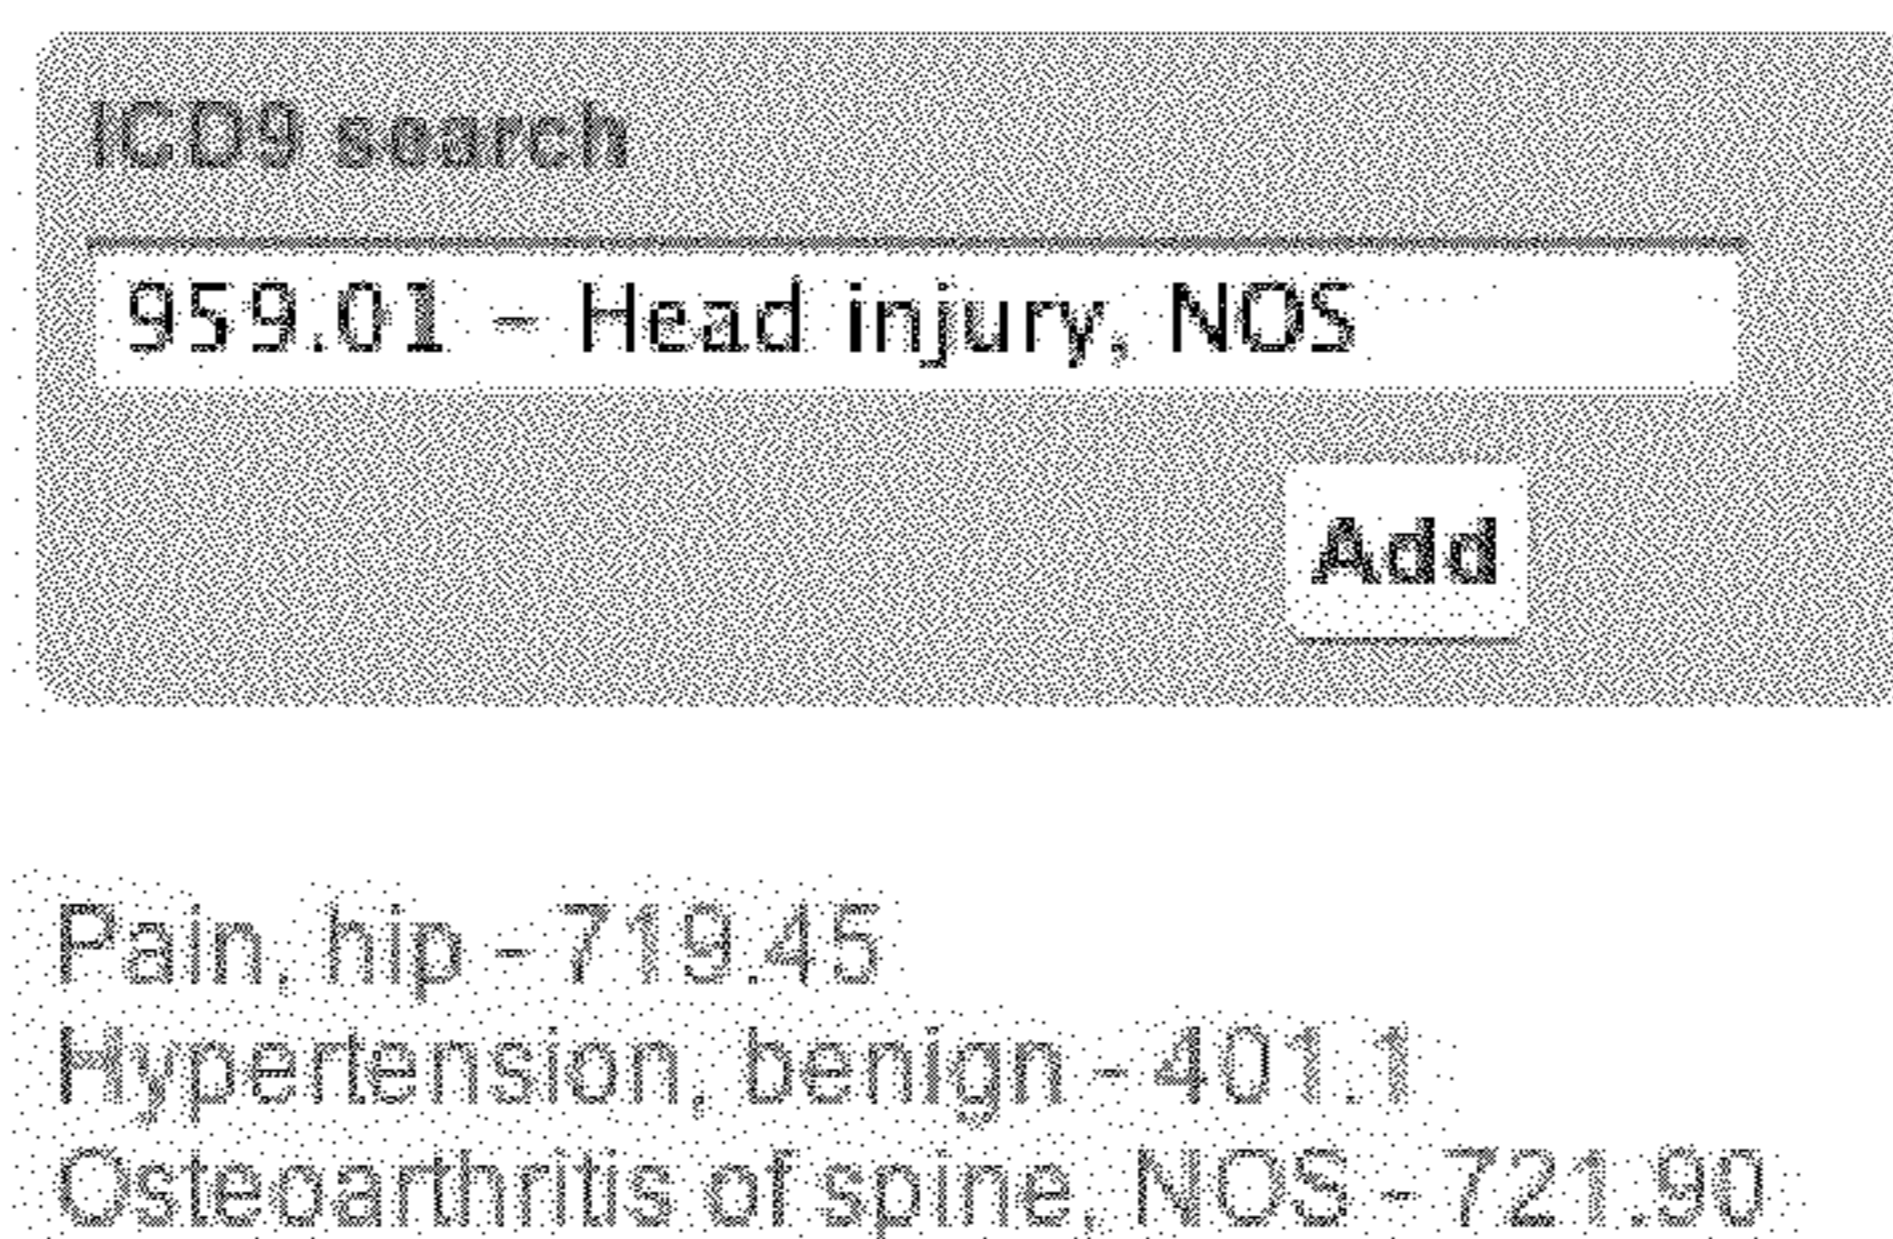 ICD9 search
959.01 – Head injury, NOS
Add
Pain, hip – 719.45
Hypertension, benign – 401.1
Osteoarthritis of spine, NOS – 721.90